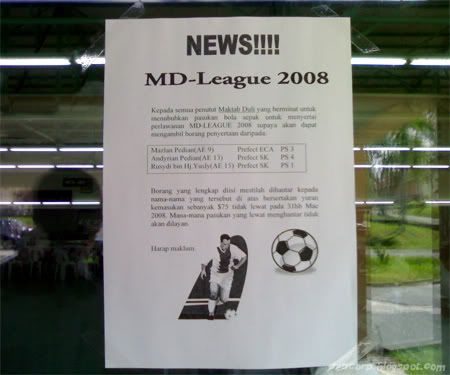 NEWS!!!!
MD-League 2008
Kepada semua penutut Maktab Duli yang berminat untuk
menubuhkan pasukan bola sepak untuk menyertai
perlawanan MD-LEAGUE 2008 supaya akan dapat
mengambil borang penyertaan daripada:
Mazlan Pedian(AE 9) Prefect ECA PS 3
Andyrian Pedian(AE 13) Prefect SK PS 4
Rusydi bin Hj.Yusly(AE 15) Prefect SK PS 1
Borang yang lengkap diisi mestilah dihantar kepada
nama-nama yang tersebut di atas bersertakan yuran
kemasukan sebanyak $75 tidak lewat pada 31hb Mac
2008. Mana-mana pasukan yang lewat menghantar tidak
akan dilayan.
Harap maklum.